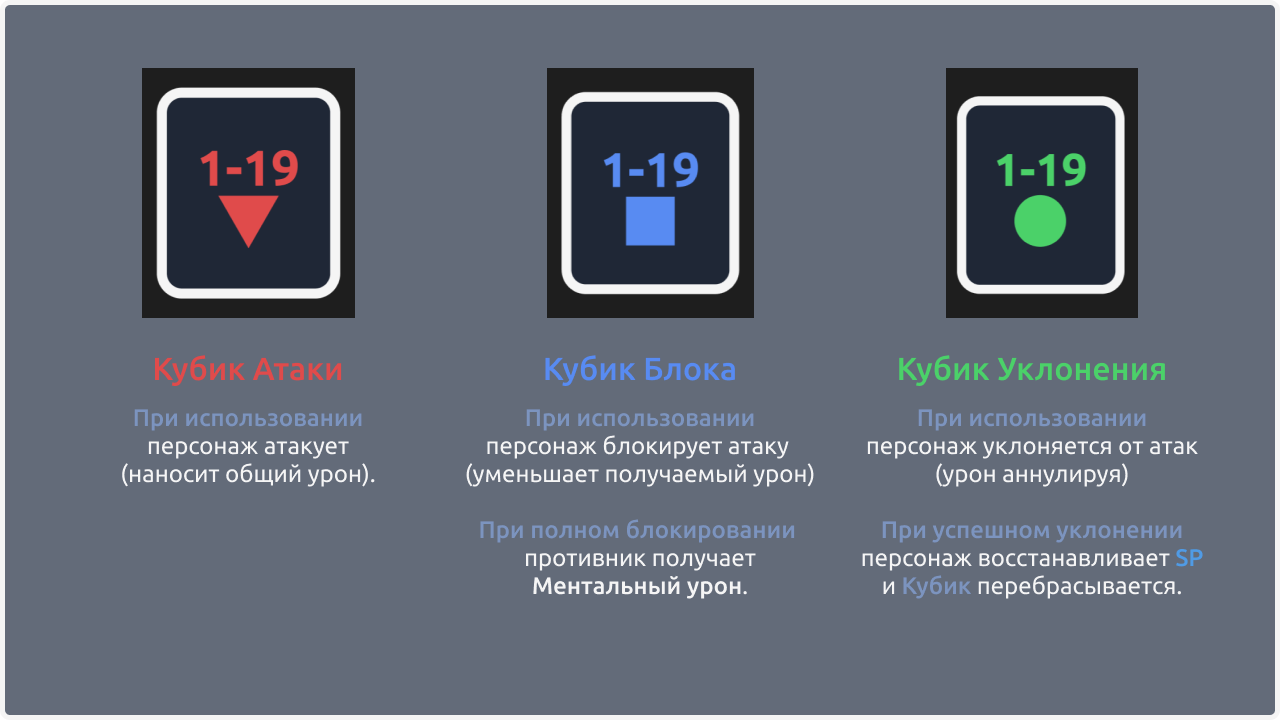 1-19
Кубик Атаки
При использовании
персонаж атакует
(наносит общий урон).
1-19
Кубик Блока
При использовании
персонаж блокирует атаку
(уменьшает получаемый урон)
При полном блокировании
противник получает
Ментальный урон.
1-19
Кубик Уклонения
При использовании
персонаж уклоняется от атак
(урон аннулируя)
При успешном уклонении
персонаж восстанавливает SP
и Кубик перебрасывается.